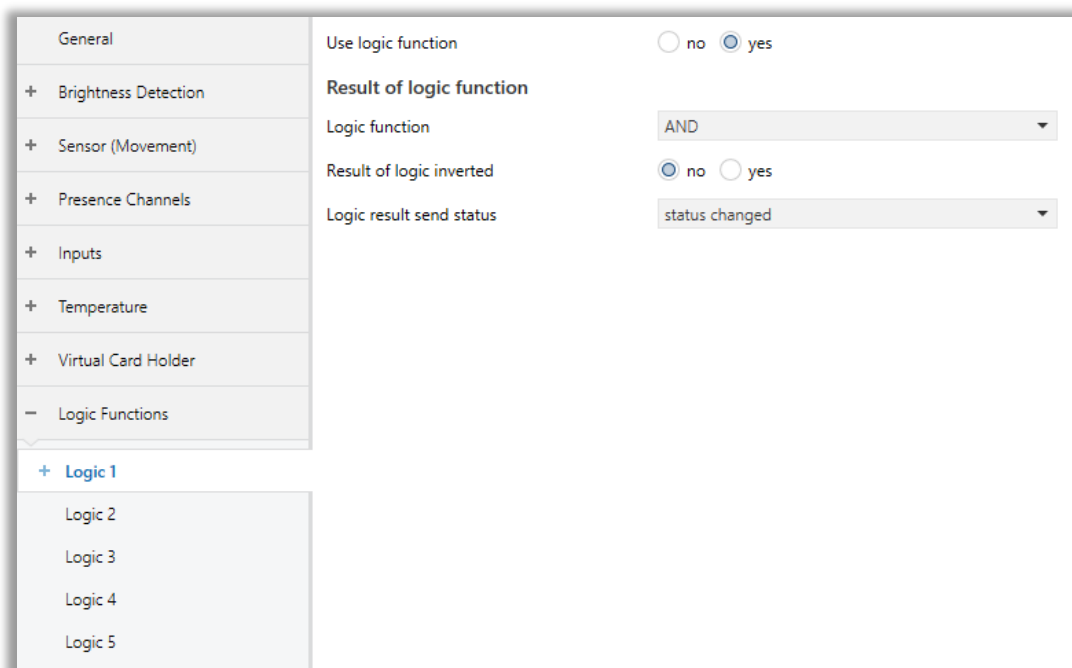 General
Brightness Detection
Sensor (Movement)
Presence Channels
Inputs
Temperature
Virtual Card Holder
Logic Functions
Logic 1
Logic 2
Logic 3
Logic 4
Logic 5
Use logic function no yes
Result of logic function
Logic function AND
Result of logic inverted no yes
Logic result send status status changed